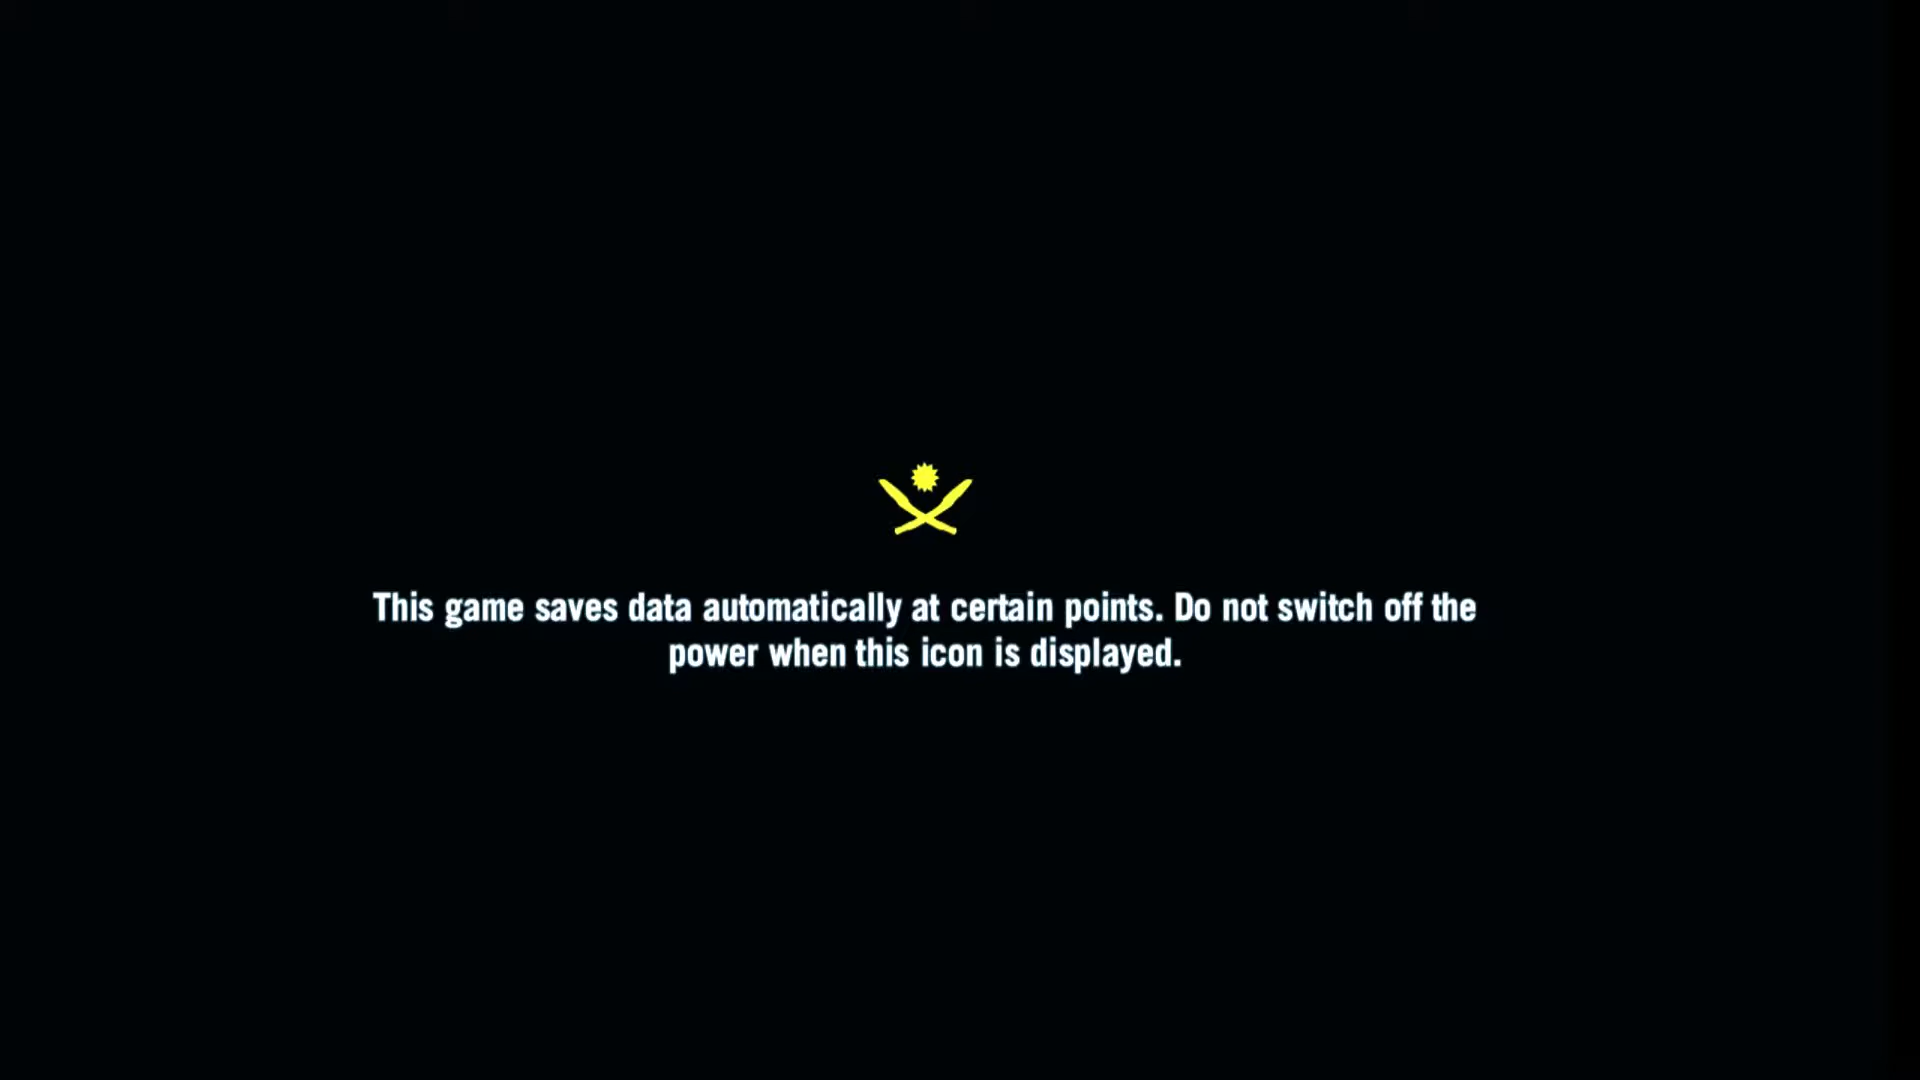 This game saves data automatically at certain points. Do not switch off the
power when this icon is displayed.